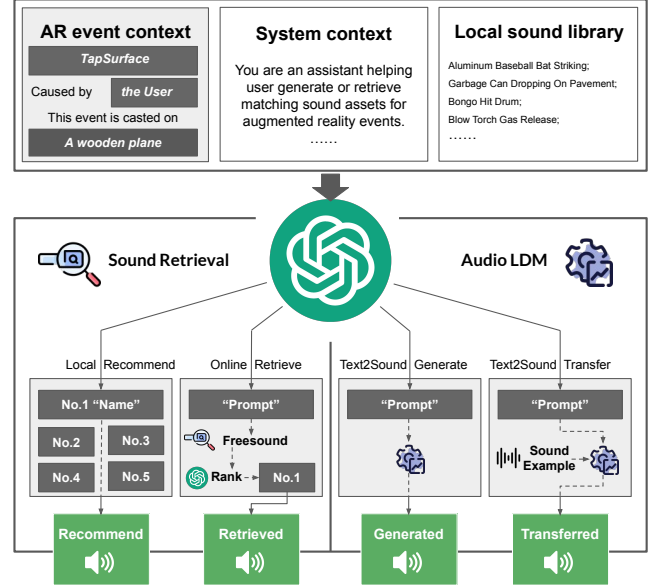 AR event context
TapSurface
Caused by
the User
This event is casted on
A wooden plane
System context
You are an assistant helping
user generate or retrieve
matching sound assets for
augmented reality events.
……
Local sound library
Aluminum Baseball Bat Striking;
Garbage Can Dropping On Pavement;
Bongo Hit Drum;
Blow Torch Gas Release;
……
Sound Retrieval
Audio LDM
Local Recommend
No.1 “Name”
No.2
No.3
No.4
No.5
Recommend
Online Retrieve
“Prompt”
Freesound
Rank
No.1
Retrieved
Text2Sound Generate
“Prompt”
Generated
Text2Sound Transfer
“Prompt”
Sound
Example
Transferred